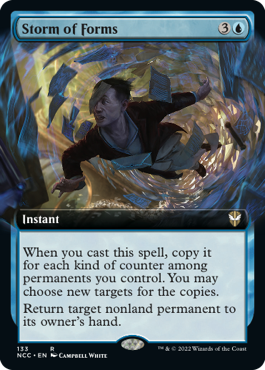 Storm of Forms 3
Instant
When you cast this spell, copy it
for each kind of counter among
permanents you control. You may
choose new targets for the copies.
Return target nonland permanent to
its owner's hand.
133 R
NCC • EN Campbell White
™ & © 2022 Wizards of the Coast